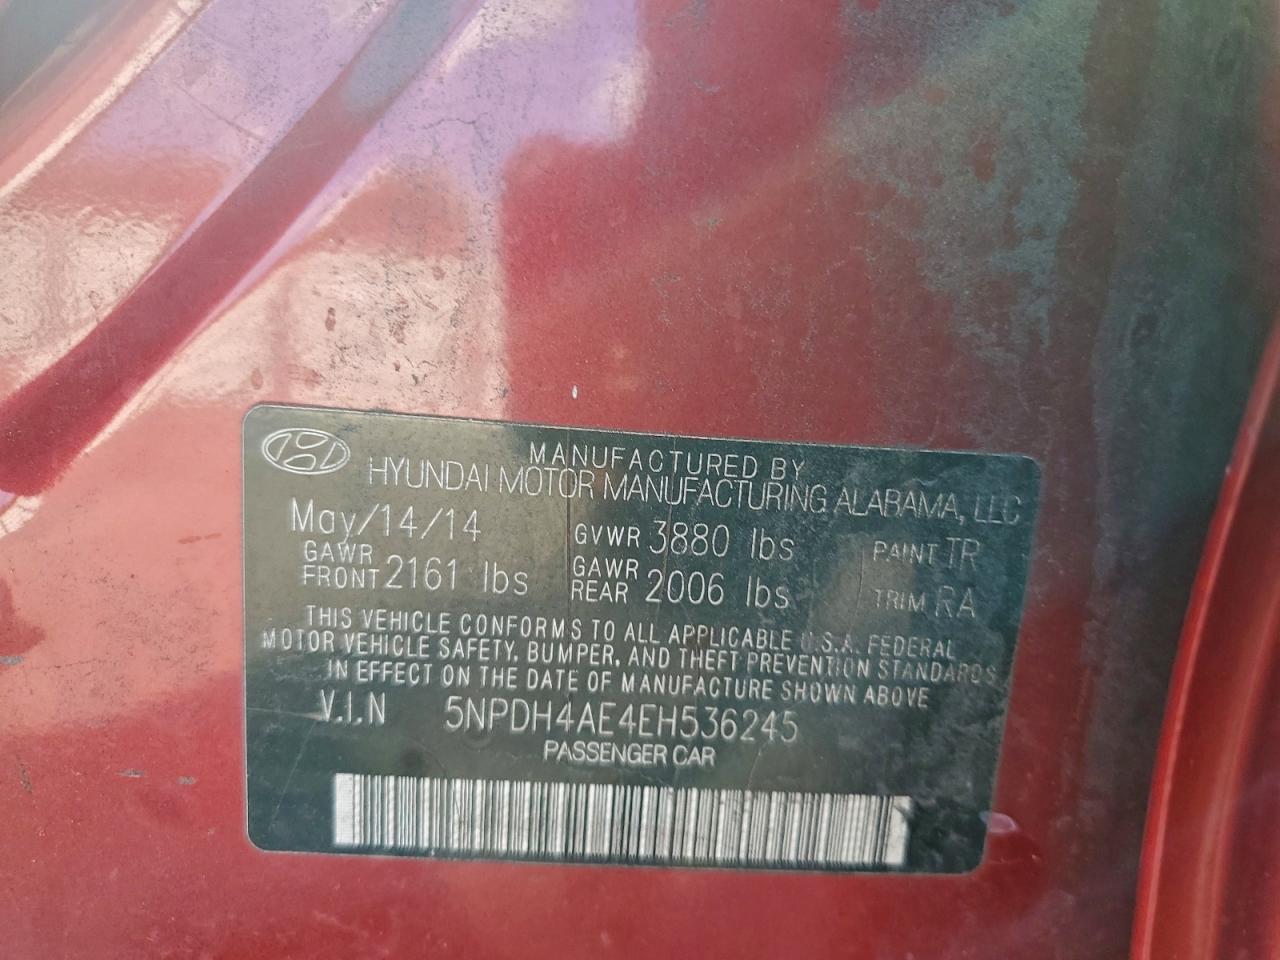 MANUFACTURED BY
HYUNDAI MOTOR MANUFACTURING ALABAMA, LLC
May/14/14 GVWR 3880 lbs PAINT TR
GAWR FRONT 2161 lbs GAWR REAR 2006 lbs TRIM RA
THIS VEHICLE CONFORMS TO ALL APPLICABLE U.S.A. FEDERAL
MOTOR VEHICLE SAFETY, BUMPER, AND THEFT PREVENTION STANDARDS
IN EFFECT ON THE DATE OF MANUFACTURE SHOWN ABOVE
V.I.N 5NPDH4AE4EH536245
PASSENGER CAR